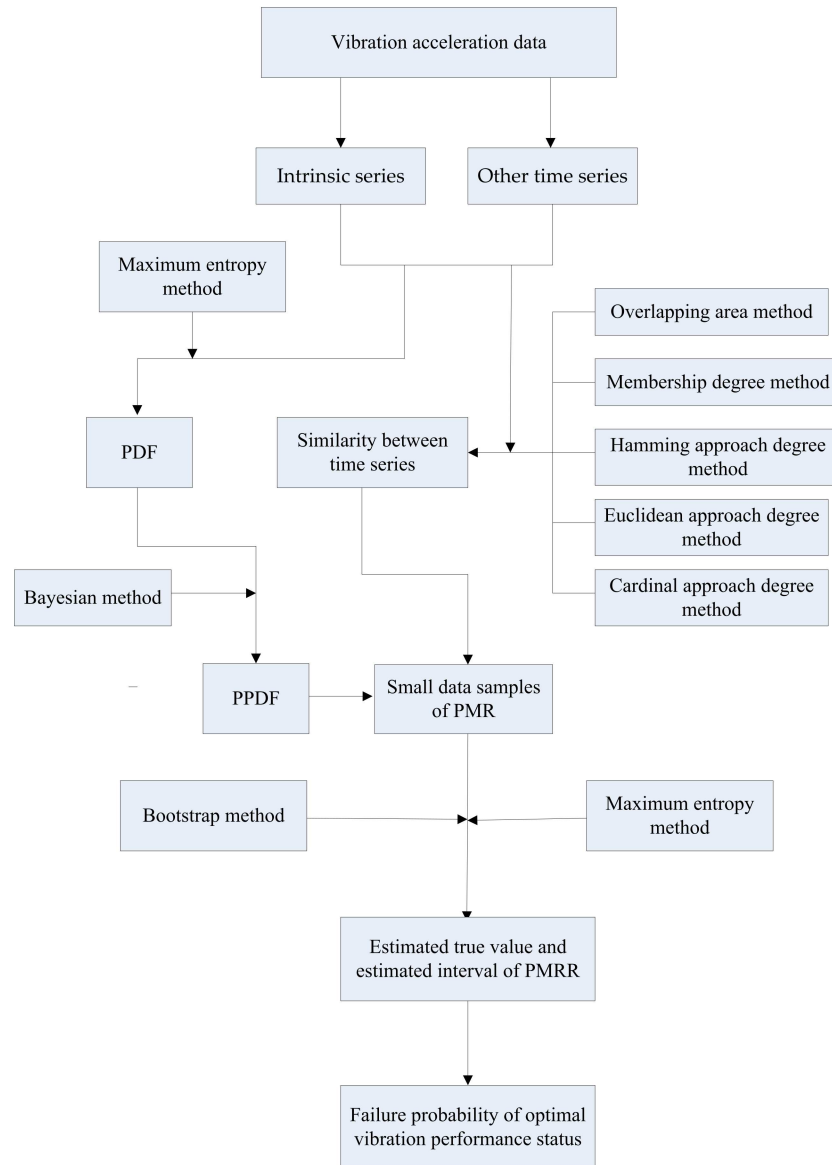 Vibration acceleration data
Intrinsic series
Other time series
Maximum entropy
method
Overlapping area method
Membership degree method
PDF
Similarity between
time series
Hamming approach degree
method
Euclidean approach degree
method
Bayesian method
Cardinal approach degree
method
PPDF
Small data samples
of PMR
Bootstrap method
Maximum entropy
method
Estimated true value and
estimated interval of PMRR
Failure probability of optimal
vibration performance status